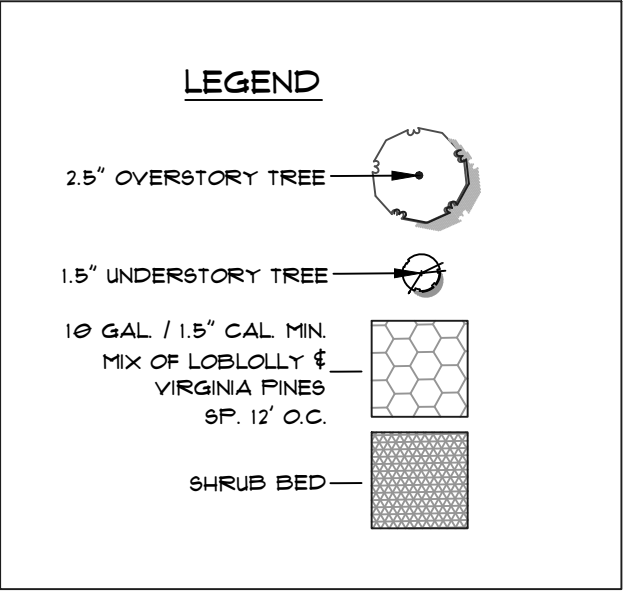 LEGEND
2.5" OVERSTORY TREE
1.5" UNDERSTORY TREE
10 GAL. / 1.5" CAL. MIN.
MIX OF LOBLOLLY &
VIRGINIA PINES
SP. 12' O.C.
SHRUB BED